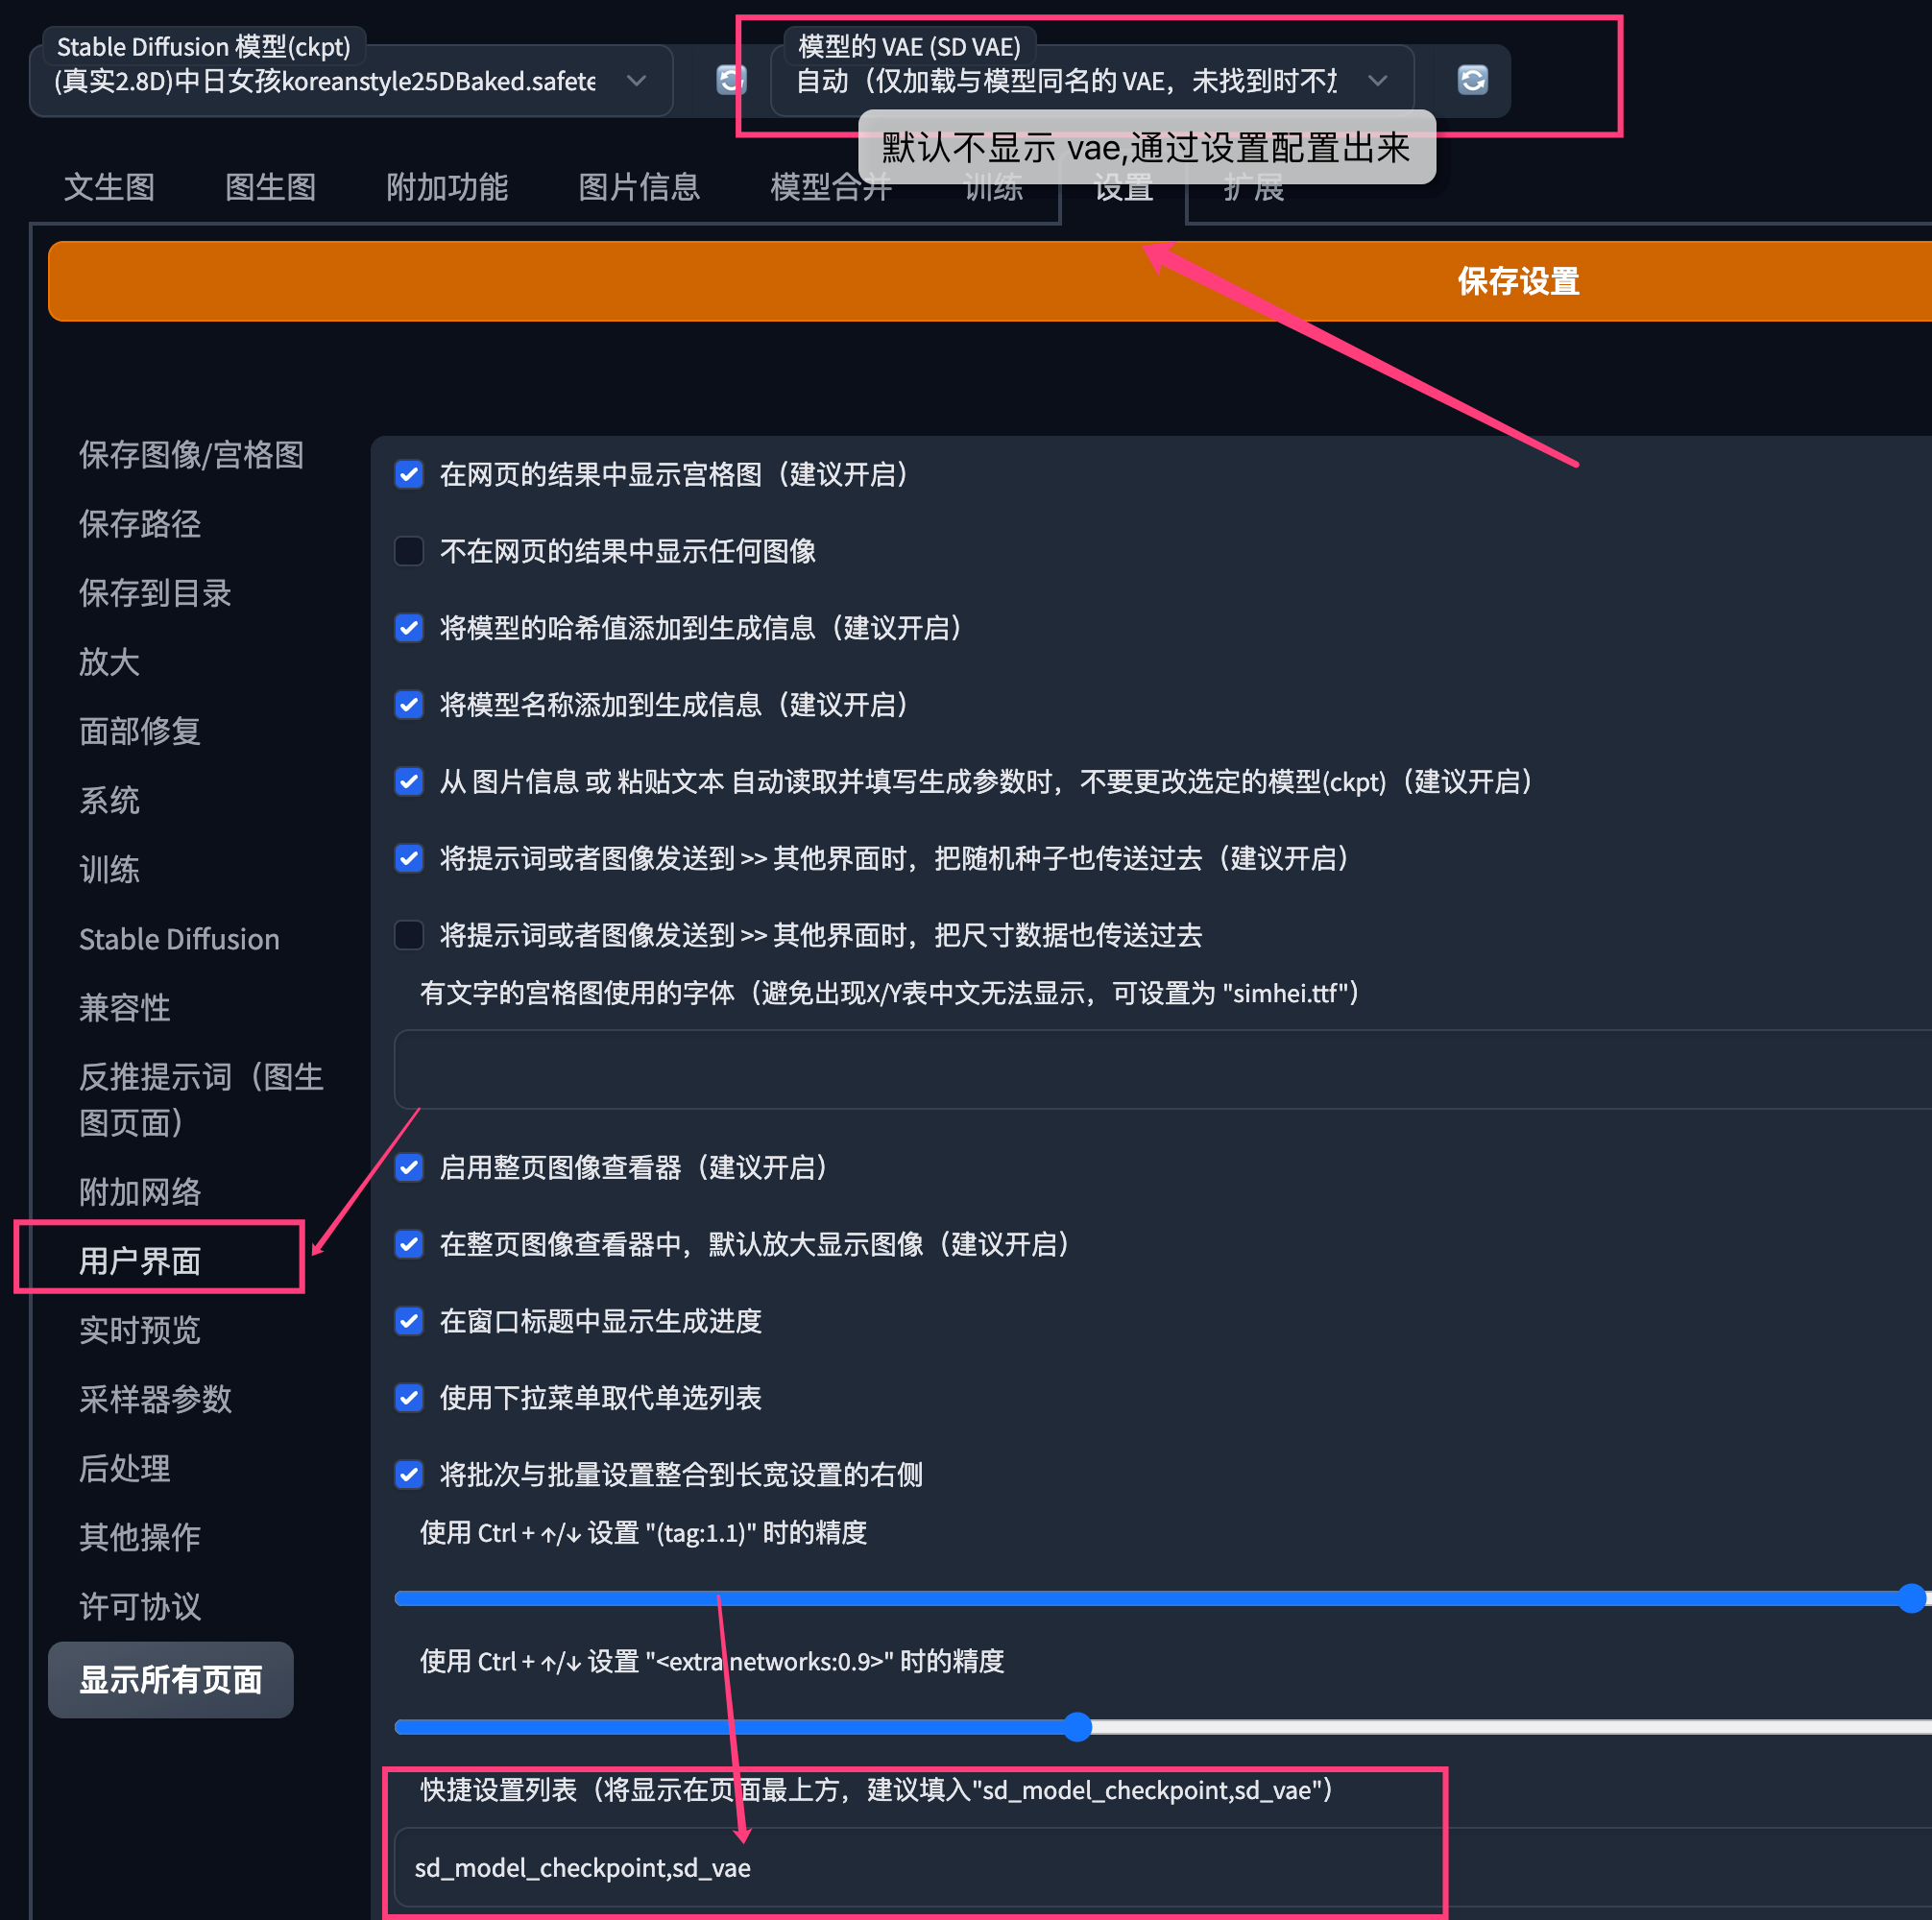 Stable Diffusion 模型(ckpt)
(真实2.8D)中日女孩koreanstyle25DBaked.safete
模型的 VAE (SD VAE)
自动（仅加载与模型同名的 VAE，未找到时不
默认不显示 vae,通过设置配置出来
文生图
图生图
附加功能
图片信息
模型合并
训练
设置
扩展
保存设置
保存图像/宫格图
保存路径
保存到目录
放大
面部修复
系统
训练
Stable Diffusion
兼容性
反推提示词（图生
图页面）
附加网络
用户界面
实时预览
采样器参数
后处理
其他操作
许可协议
显示所有页面
在网页的结果中显示宫格图（建议开启）
不在网页的结果中显示任何图像
将模型的哈希值添加到生成信息（建议开启）
将模型名称添加到生成信息（建议开启）
从 图片信息 或 粘贴文本 自动读取并填写生成参数时，不要更改选定的模型(ckpt)（建议开启）
将提示词或者图像发送到 >> 其他界面时，把随机种子也传送过去（建议开启）
将提示词或者图像发送到 >> 其他界面时，把尺寸数据也传送过去
有文字的宫格图使用的字体（避免出现X/Y表中文无法显示，可设置为 "simhei.ttf"）
启用整页图像查看器（建议开启）
在整页图像查看器中，默认放大显示图像（建议开启）
在窗口标题中显示生成进度
使用下拉菜单取代单选列表
将批次与批量设置整合到长宽设置的右侧
使用 Ctrl + ↑/↓ 设置 "(tag:1.1)" 时的精度
使用 Ctrl + ↑/↓ 设置 "<extra networks:0.9>" 时的精度
快捷设置列表（将显示在页面最上方，建议填入"sd_model_checkpoint,sd_vae"）
sd_model_checkpoint,sd_vae